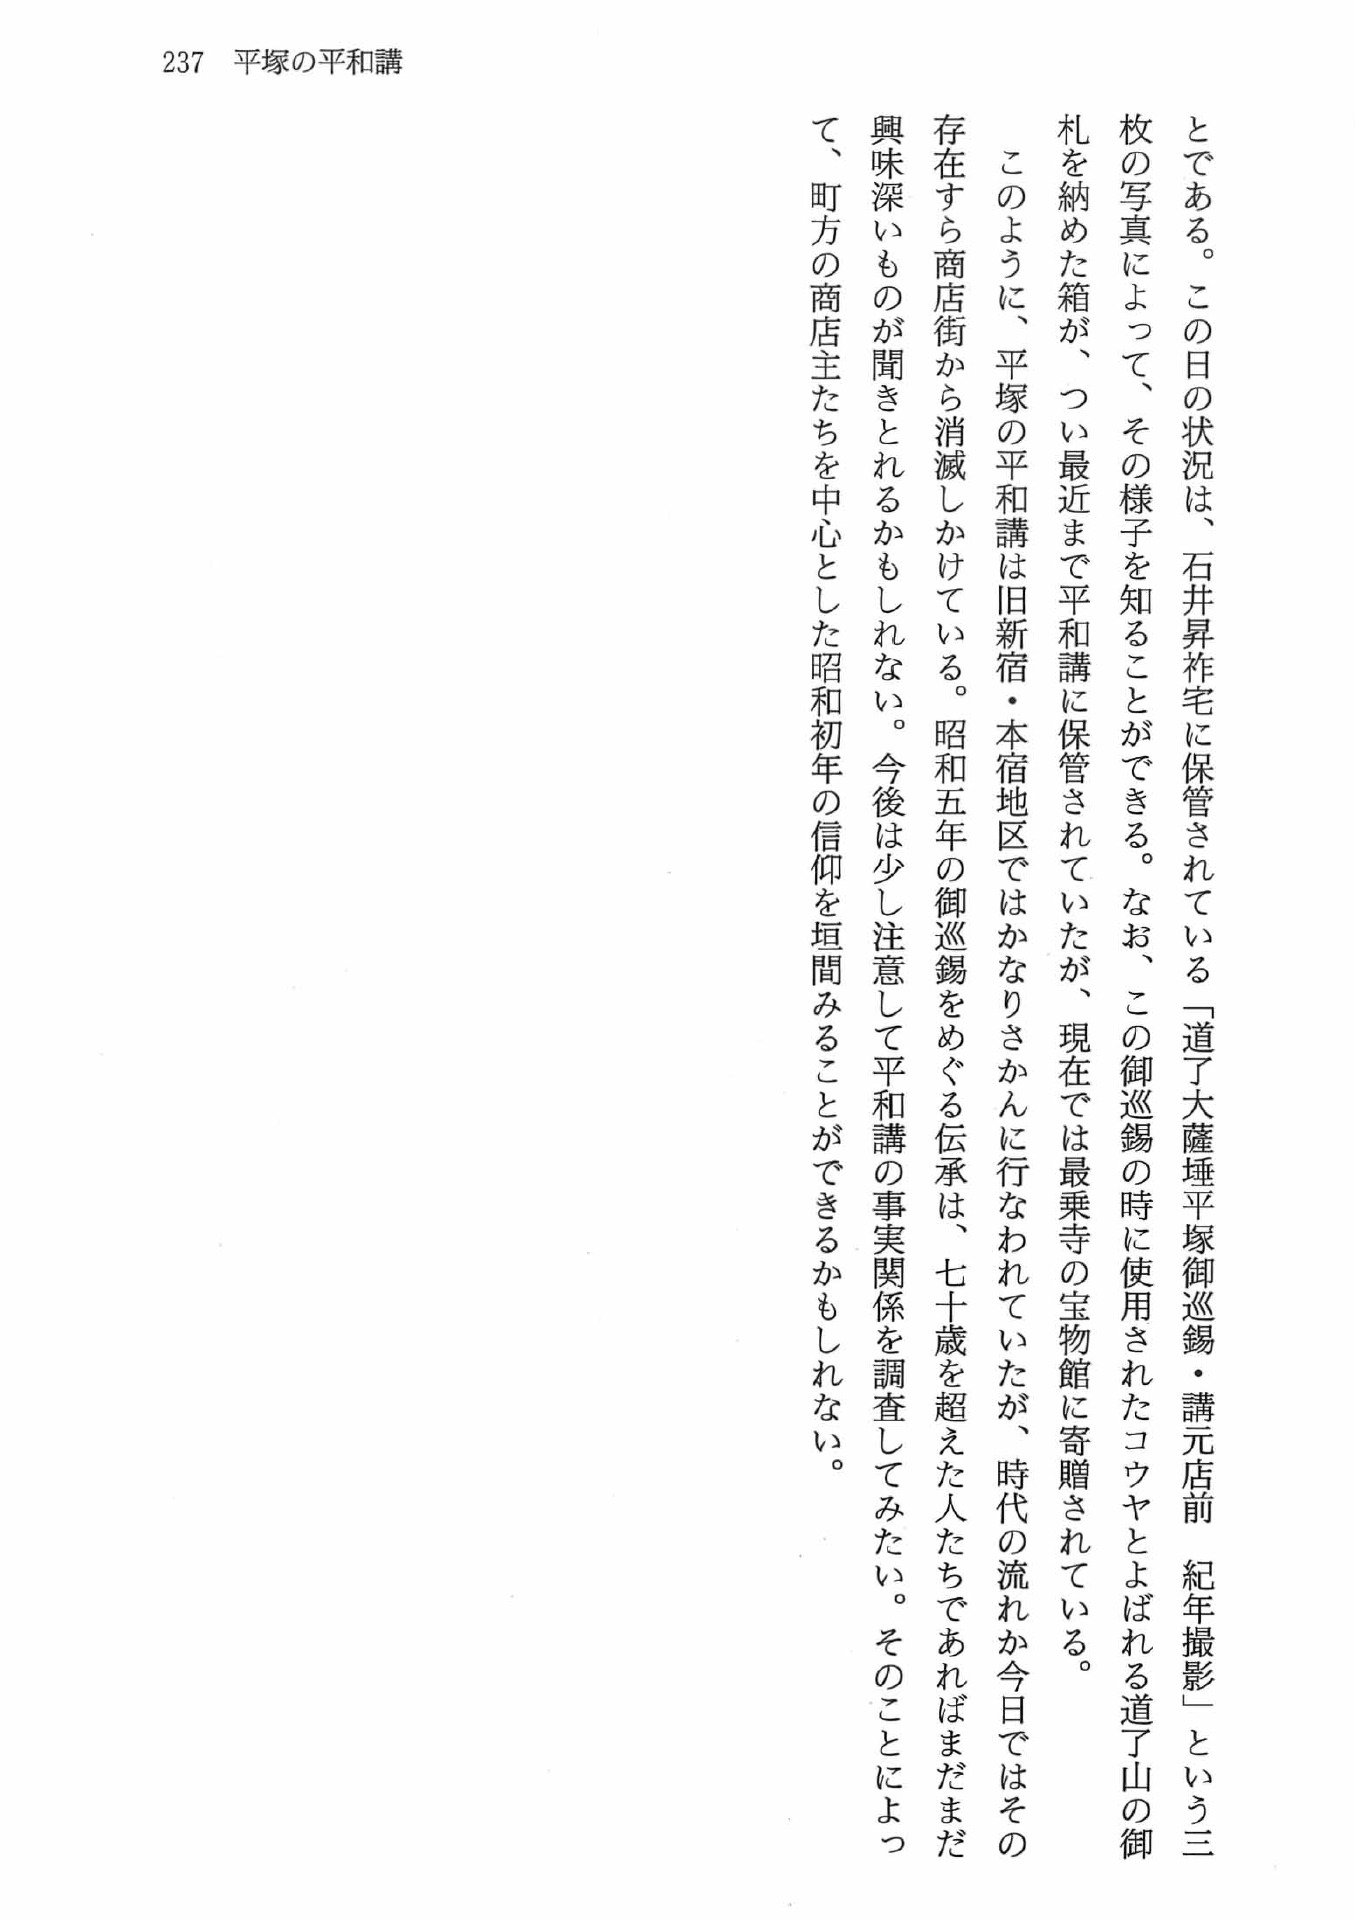 237 平塚の平和講
とである。この日の状況は、石井昇祚宅に保管されている「道了大薩埵平塚御巡錫・講元店前　紀年撮影」という三
枚の写真によって、その様子を知ることができる。なお、この御巡錫の時に使用されたコウヤとよばれる道了山の御
札を納めた箱が、つい最近まで平和講に保管されていたが、現在では最乗寺の宝物館に寄贈されている。
　このように、平塚の平和講は旧新宿・本宿地区ではかなりさかんに行なわれていたが、時代の流れか今日ではその
存在すら商店街から消滅しかけている。昭和五年の御巡錫をめぐる伝承は、七十歳を超えた人たちであればまだまだ
興味深いものが聞きとれるかもしれない。今後は少し注意して平和講の事実関係を調査してみたい。そのことによっ
て、町方の商店主たちを中心とした昭和初年の信仰を垣間みることができるかもしれない。